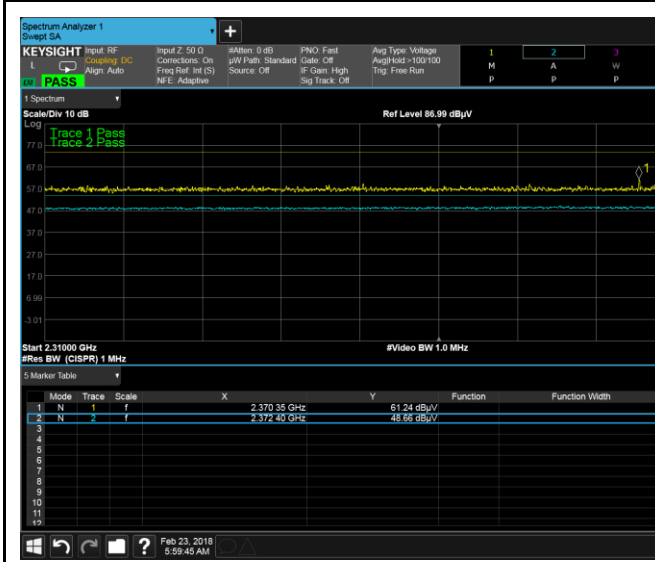 Spectrum Analyzer 1
Swept SA
KEYSIGHT Input: RF Input Z: 50 Ω #Atten: 0 dB PNO: Fast Avg Type: Voltage 1 2 3
L Coupling: DC Corrections: On µW Path: Standard Gate: Off Avg|Hold:>100/100 M A W
Align: Auto Freq Ref: Int (S) Source: Off IF Gain: High Trig: Free Run P P P
PASS NFE: Adaptive Sig Track: Off
1 Spectrum
Scale/Div 10 dB Ref Level 86.99 dBµV
Log
Trace 1 Pass
Trace 2 Pass
77.0
67.0
1
57.0
47.0
37.0
27.0
17.0
6.99
-3.01
Start 2.31000 GHz #Video BW 1.0 MHz
#Res BW (CISPR) 1 MHz
5 Marker Table
Mode Trace Scale X Y Function Function Width
1 N 1 f 2.370 35 GHz 61.24 dBµV
2 N 2 f 2.372 40 GHz 48.66 dBµV
3
4
5
6
7
8
9
10
11
12
? Feb 23, 2018
5:59:45 AM